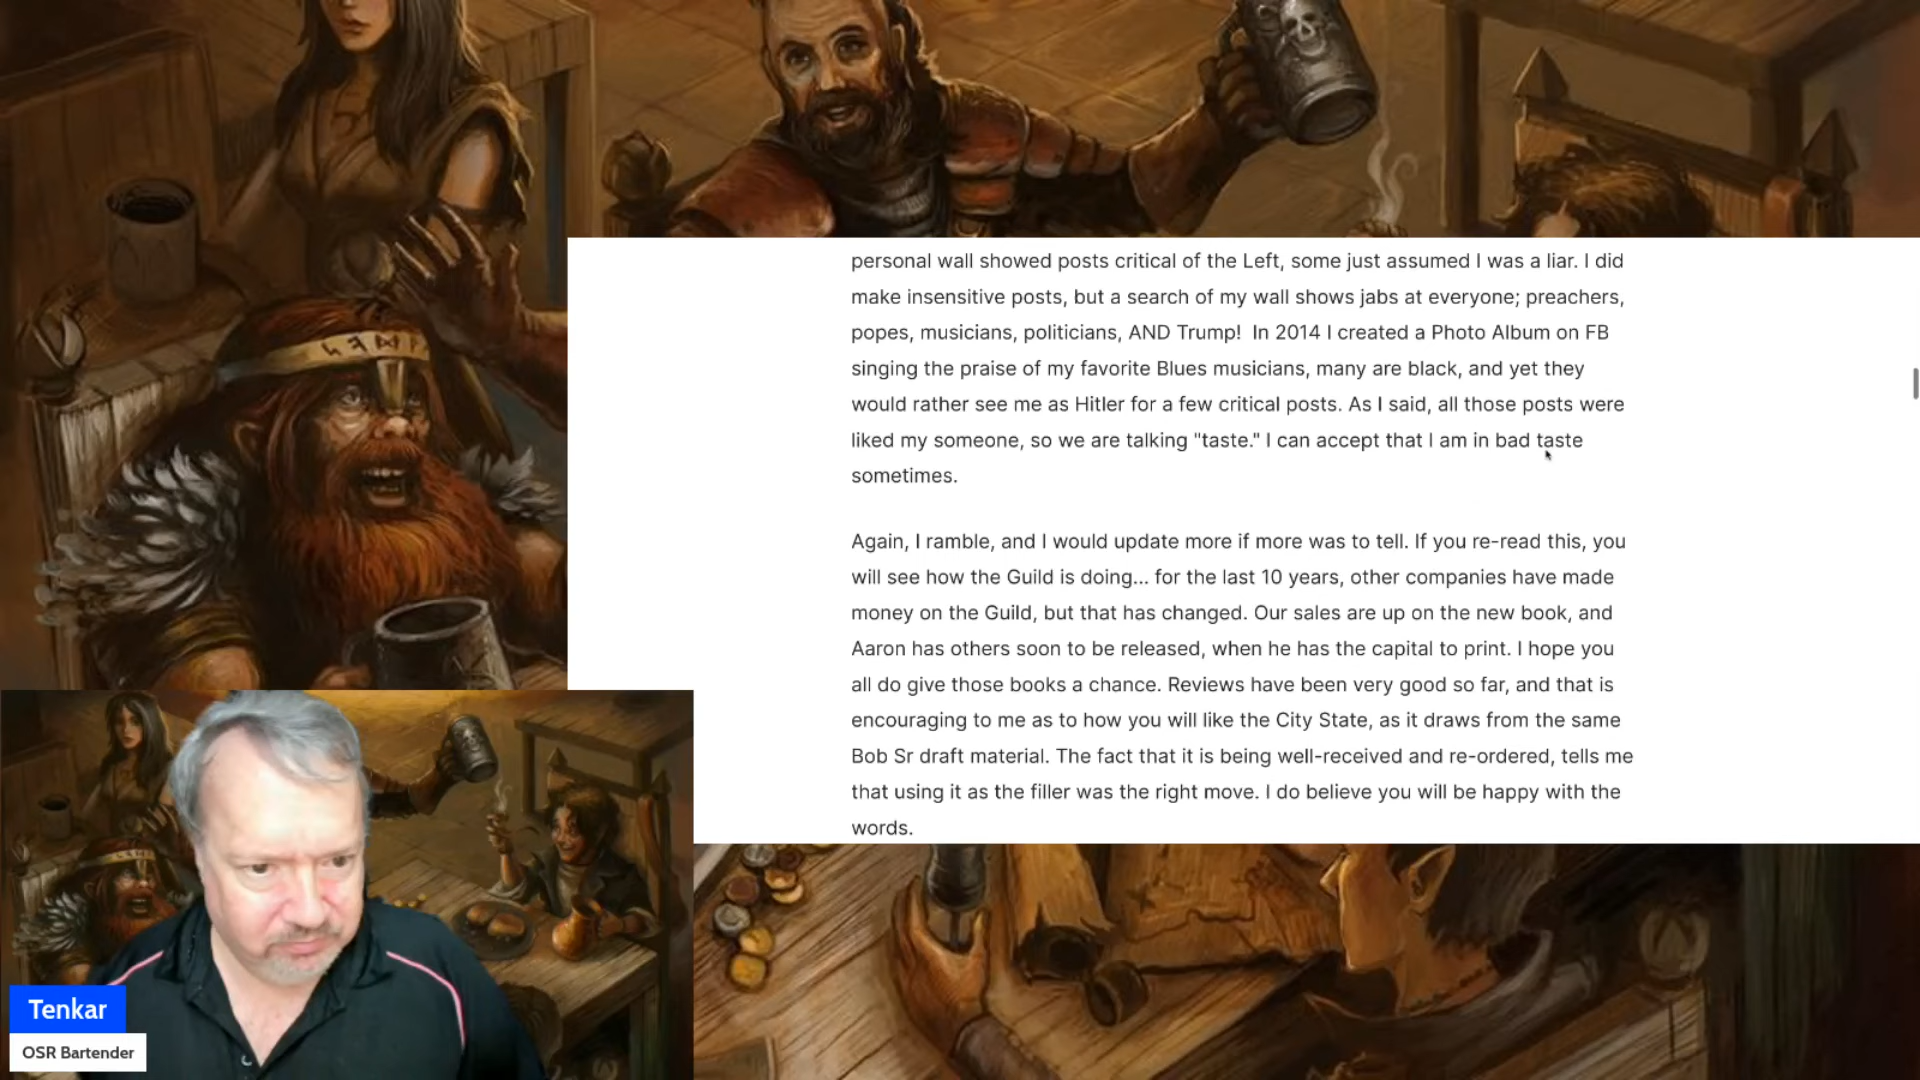 personal wall showed posts critical of the Left, some just assumed I was a liar. I did
make insensitive posts, but a search of my wall shows jabs at everyone; preachers,
popes, musicians, politicians, AND Trump!  In 2014 I created a Photo Album on FB
singing the praise of my favorite Blues musicians, many are black, and yet they
would rather see me as Hitler for a few critical posts. As I said, all those posts were
liked my someone, so we are talking "taste." I can accept that I am in bad taste
sometimes.
Again, I ramble, and I would update more if more was to tell. If you re-read this, you
will see how the Guild is doing... for the last 10 years, other companies have made
money on the Guild, but that has changed. Our sales are up on the new book, and
Aaron has others soon to be released, when he has the capital to print. I hope you
all do give those books a chance. Reviews have been very good so far, and that is
encouraging to me as to how you will like the City State, as it draws from the same
Bob Sr draft material. The fact that it is being well-received and re-ordered, tells me
that using it as the filler was the right move. I do believe you will be happy with the
words.
Tenkar
OSR Bartender